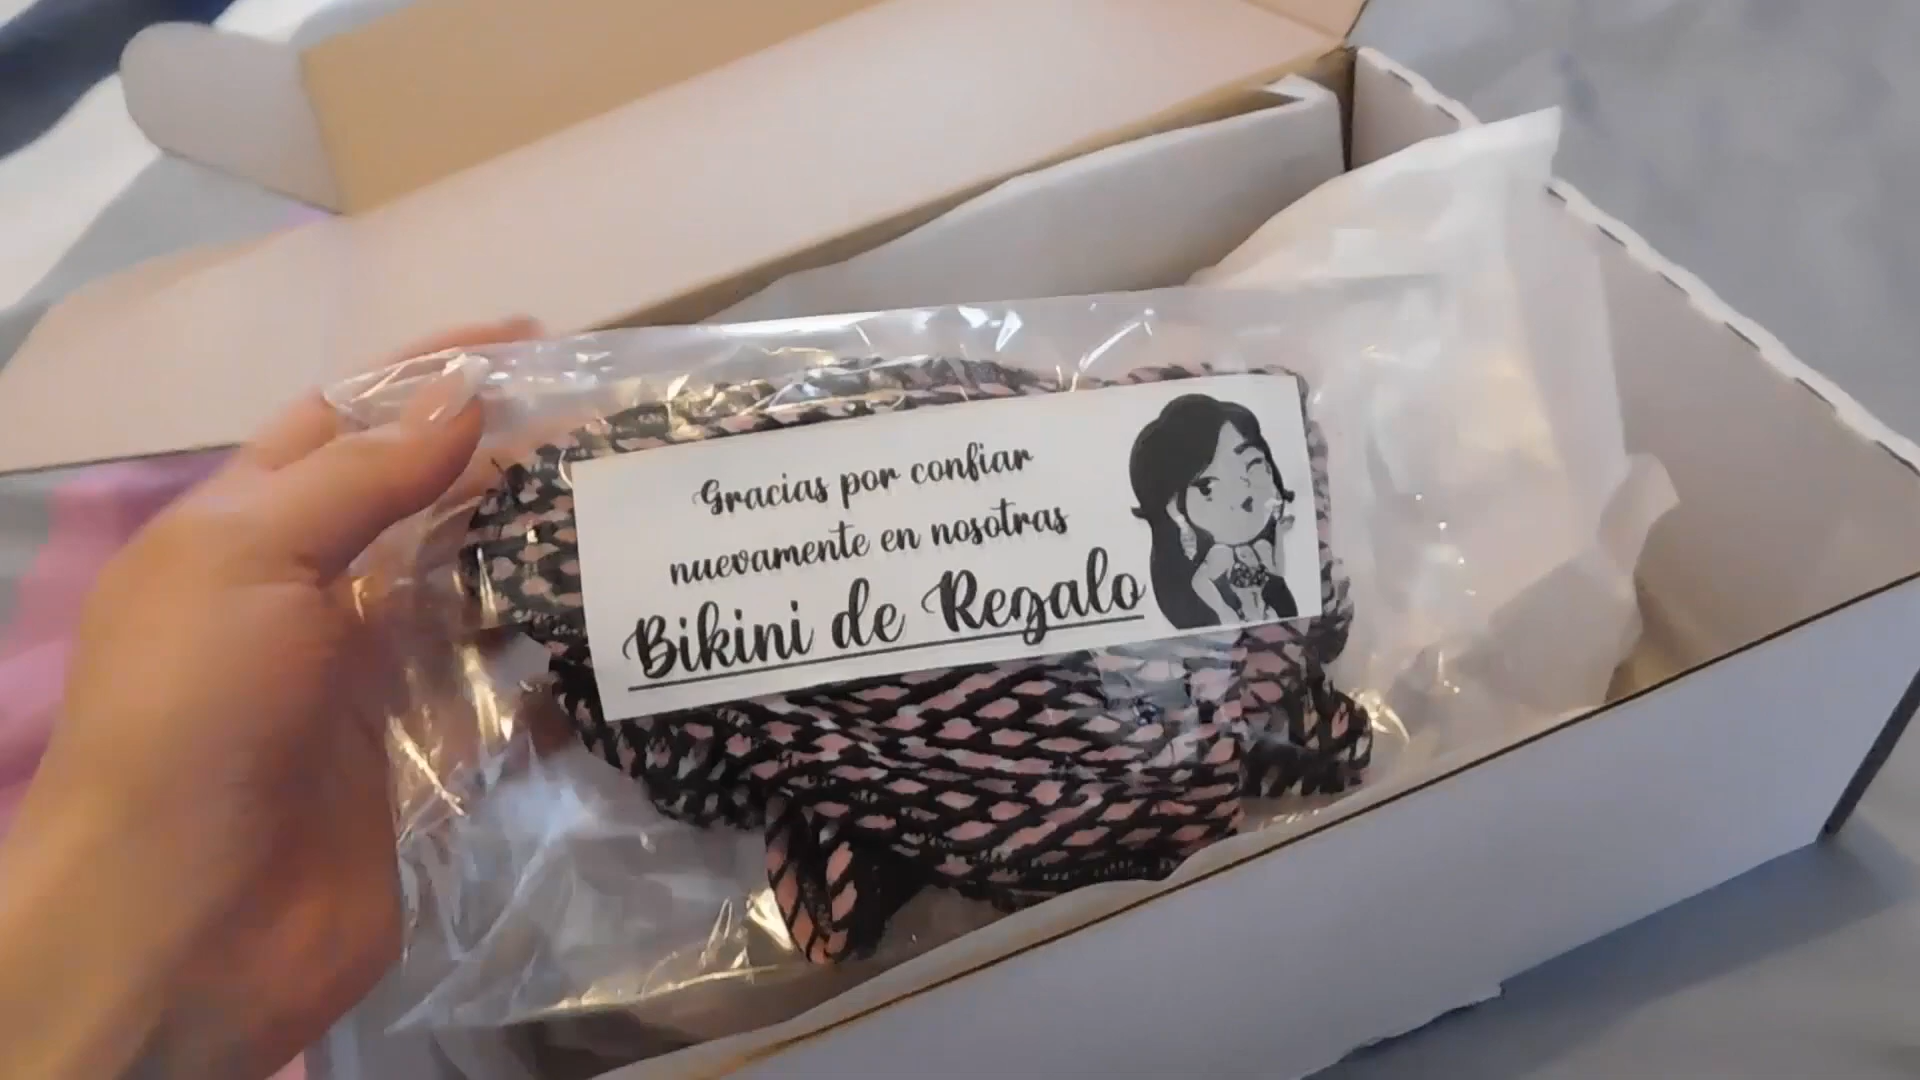 Gracias por confiar
nuevamente en nosotras
Bikini de Regalo